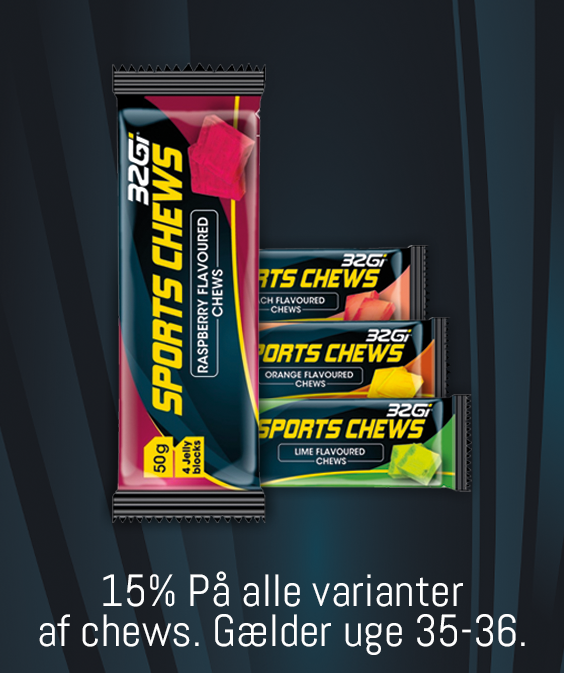 32Gi
SPORTS CHEWS
RASPBERRY FLAVOURED
CHEWS
50g
4 Jelly
blocks
32Gi
RTS CHEWS
CH FLAVOURED
CHEWS
32Gi
PORTS CHEWS
ORANGE FLAVOURED
CHEWS
32Gi
SPORTS CHEWS
LIME FLAVOURED
CHEWS
15% På alle varianter
af chews. Gælder uge 35-36.